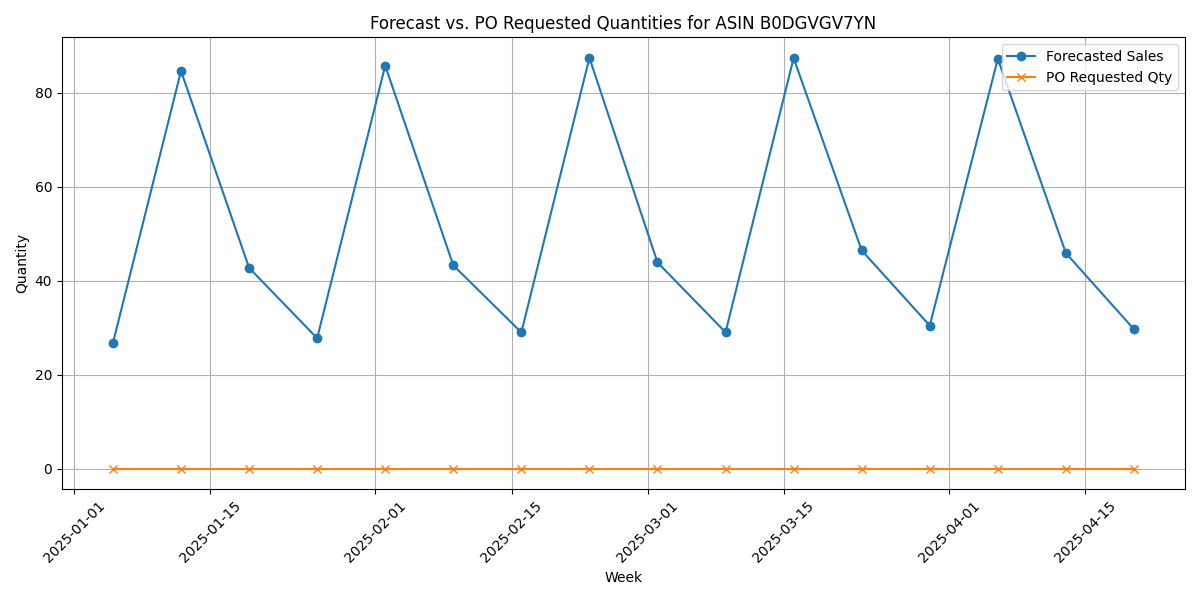 Forecast vs. PO Requested Quantities for ASIN B0DGVGV7YN
Forecasted Sales
PO Requested Qty
Quantity
80
60
40
20
0
2025-01-01
2025-01-15
2025-02-01
2025-02-15
2025-03-01
2025-03-15
2025-04-01
2025-04-15
Week